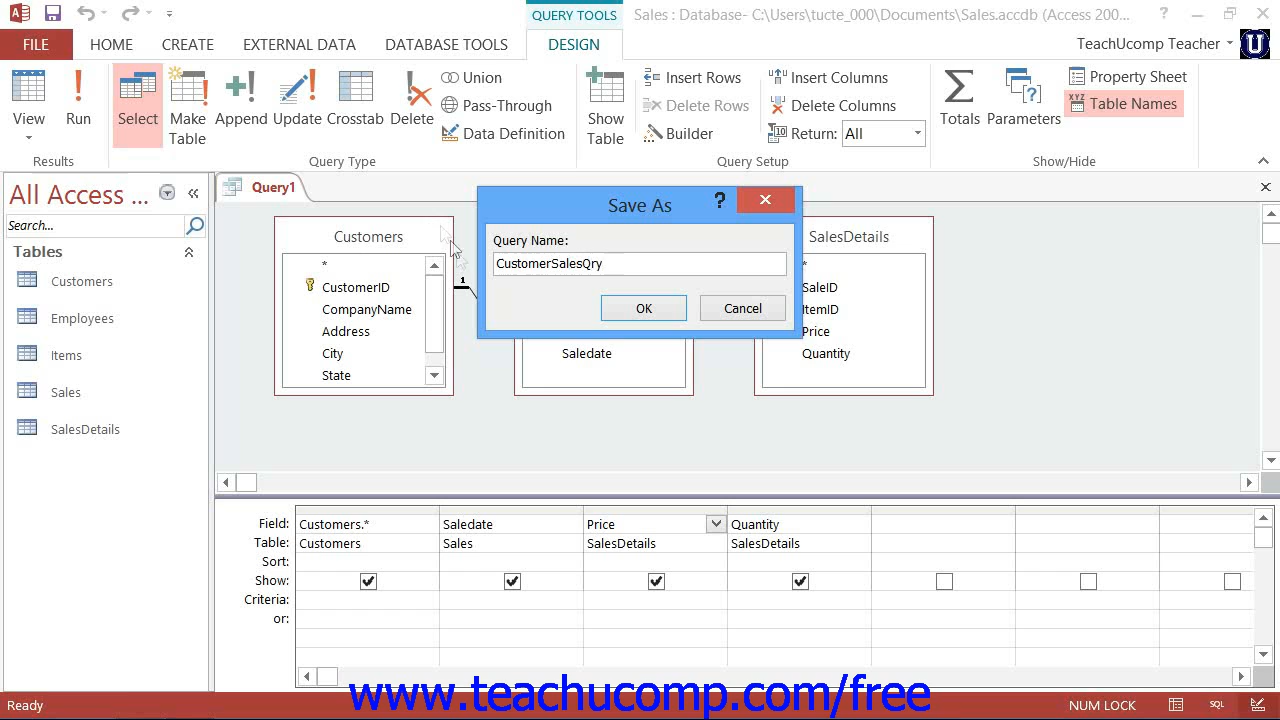 QUERY TOOLS
Sales : Database- C:\Users\tucte_000\Documents\Sales.accdb (Access 200...
FILE HOME CREATE EXTERNAL DATA DATABASE TOOLS DESIGN TeachUcomp Teacher
U
View
Run
Select
Make Table
Append
Update
Crosstab
Delete
Union
Pass-Through
Data Definition
Show Table
Insert Rows
Delete Rows
Builder
Insert Columns
Delete Columns
Return: All
Totals
Parameters
Property Sheet
XYZ Table Names
Results Query Type Query Setup Show/Hide
All Access ...
Search...
Tables
Customers
Employees
Items
Sales
SalesDetails
Query1
Customers
*
CustomerID
CompanyName
Address
City
State
1
Save As
?
Query Name:
CustomerSalesQry
OK Cancel
Saledate
SalesDetails
*
SaleID
ItemID
Price
Quantity
Field: Customers.* Saledate Price Quantity
Table: Customers Sales SalesDetails SalesDetails
Sort:
Show:
Criteria:
or:
www.teachucomp.com/free
Ready NUM LOCK SQL